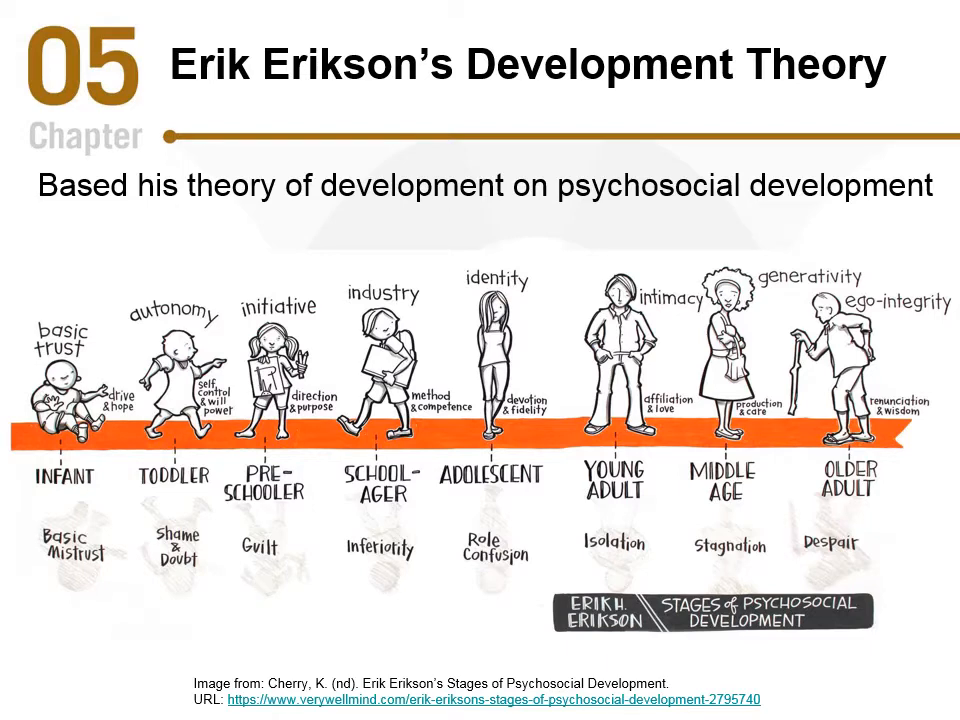 05
Chapter
Erik Erikson’s Development Theory
Based his theory of development on psychosocial development
basic
trust
drive
& hope
autonomy
self
control
& will
power
initiative
direction
& purpose
industry
method
& competence
identity
devotion
& fidelity
intimacy
affiliation
& love
generativity
production
& care
ego-integrity
renunciation
& wisdom
INFANT
TODDLER
PRE-
SCHOOLER
SCHOOL-
AGER
ADOLESCENT
YOUNG
ADULT
MIDDLE
AGE
OLDER
ADULT
Basic
Mistrust
Shame
&
Doubt
Guilt
Inferiority
Role
Confusion
Isolation
Stagnation
Despair
ERIK H.
ERIKSON
STAGES of PSYCHOSOCIAL
DEVELOPMENT
Image from: Cherry, K. (nd). Erik Erikson’s Stages of Psychosocial Development.
URL: https://www.verywellmind.com/erik-eriksons-stages-of-psychosocial-development-2795740